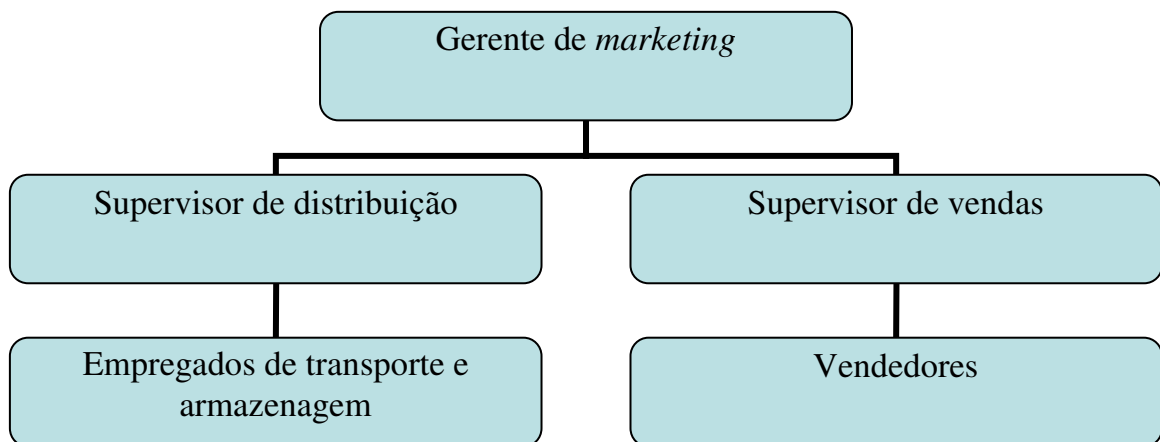 Gerente de marketing
Supervisor de distribuição
Supervisor de vendas
Empregados de transporte e
armazenagem
Vendedores